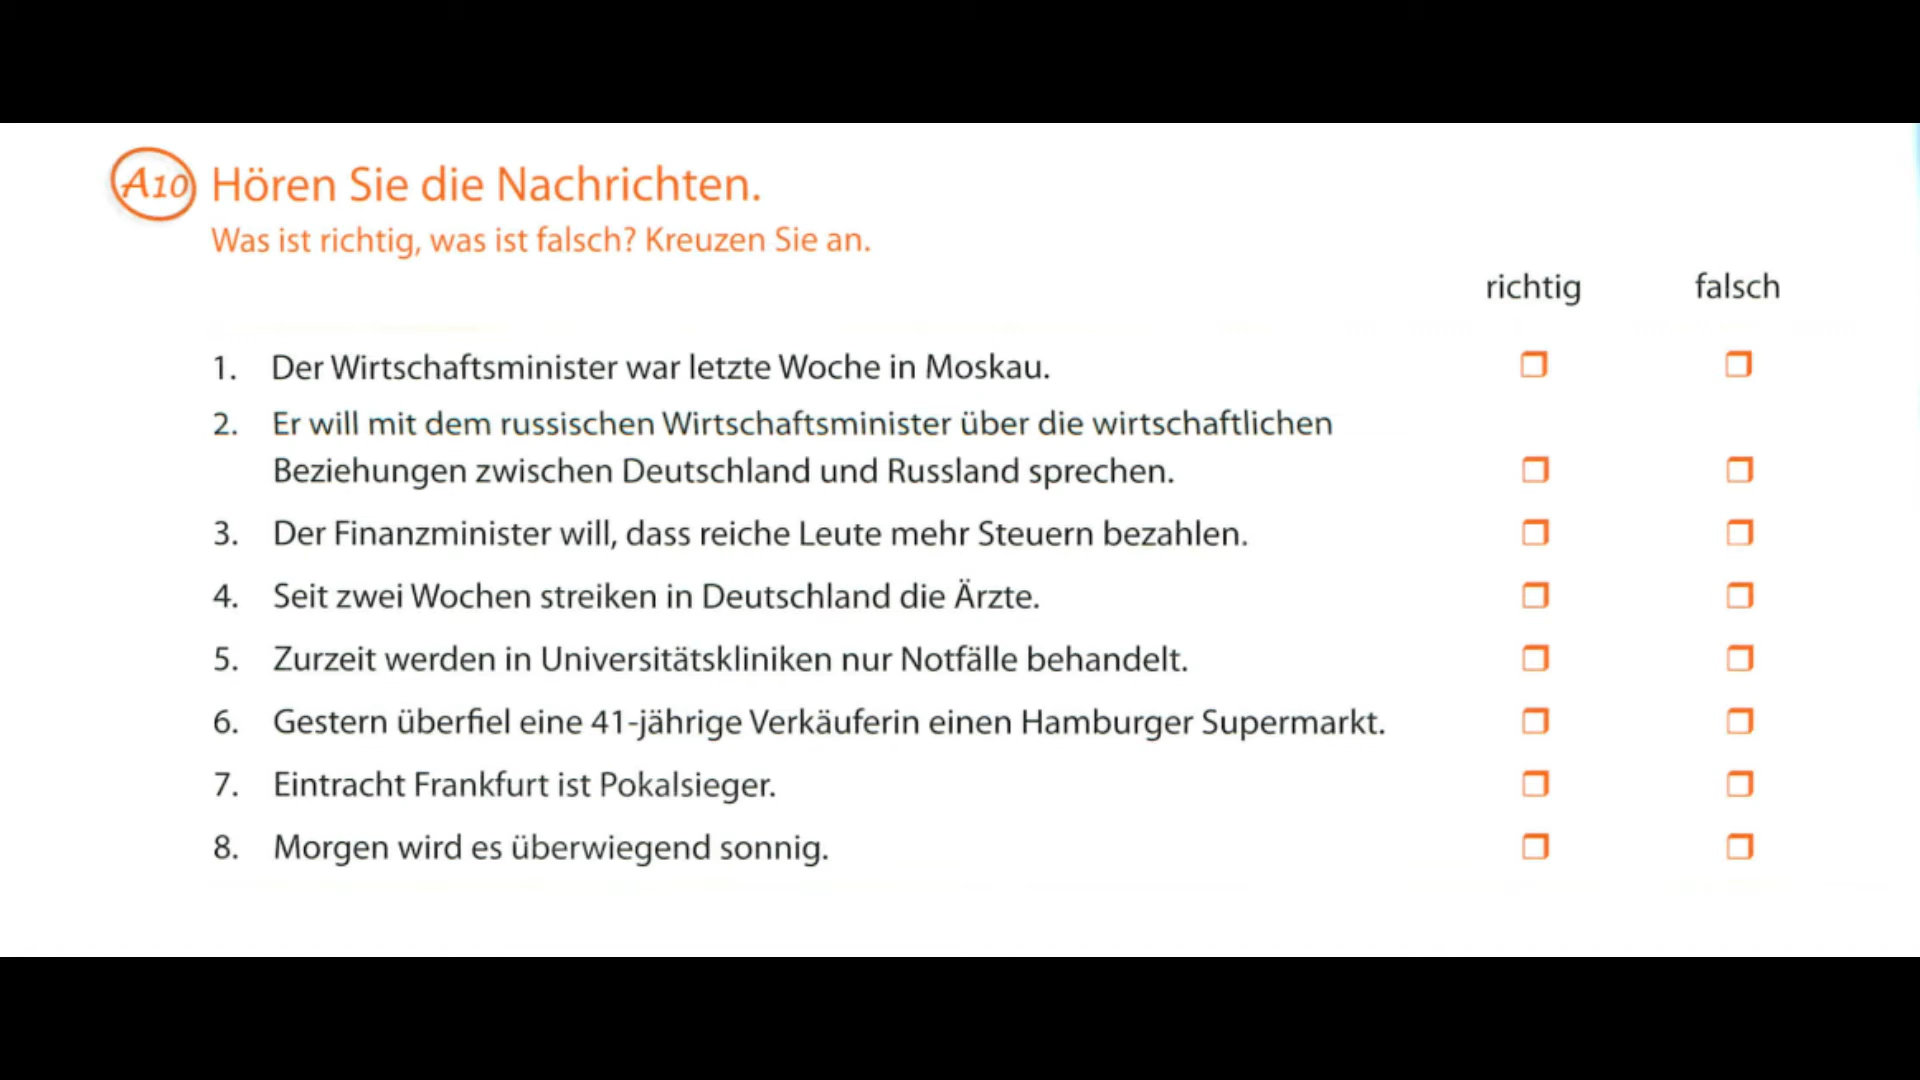 A10 Hören Sie die Nachrichten.
Was ist richtig, was ist falsch? Kreuzen Sie an.
richtig falsch
1. Der Wirtschaftsminister war letzte Woche in Moskau.
2. Er will mit dem russischen Wirtschaftsminister über die wirtschaftlichen
Beziehungen zwischen Deutschland und Russland sprechen.
3. Der Finanzminister will, dass reiche Leute mehr Steuern bezahlen.
4. Seit zwei Wochen streiken in Deutschland die Ärzte.
5. Zurzeit werden in Universitätskliniken nur Notfälle behandelt.
6. Gestern überfiel eine 41-jährige Verkäuferin einen Hamburger Supermarkt.
7. Eintracht Frankfurt ist Pokalsieger.
8. Morgen wird es überwiegend sonnig.